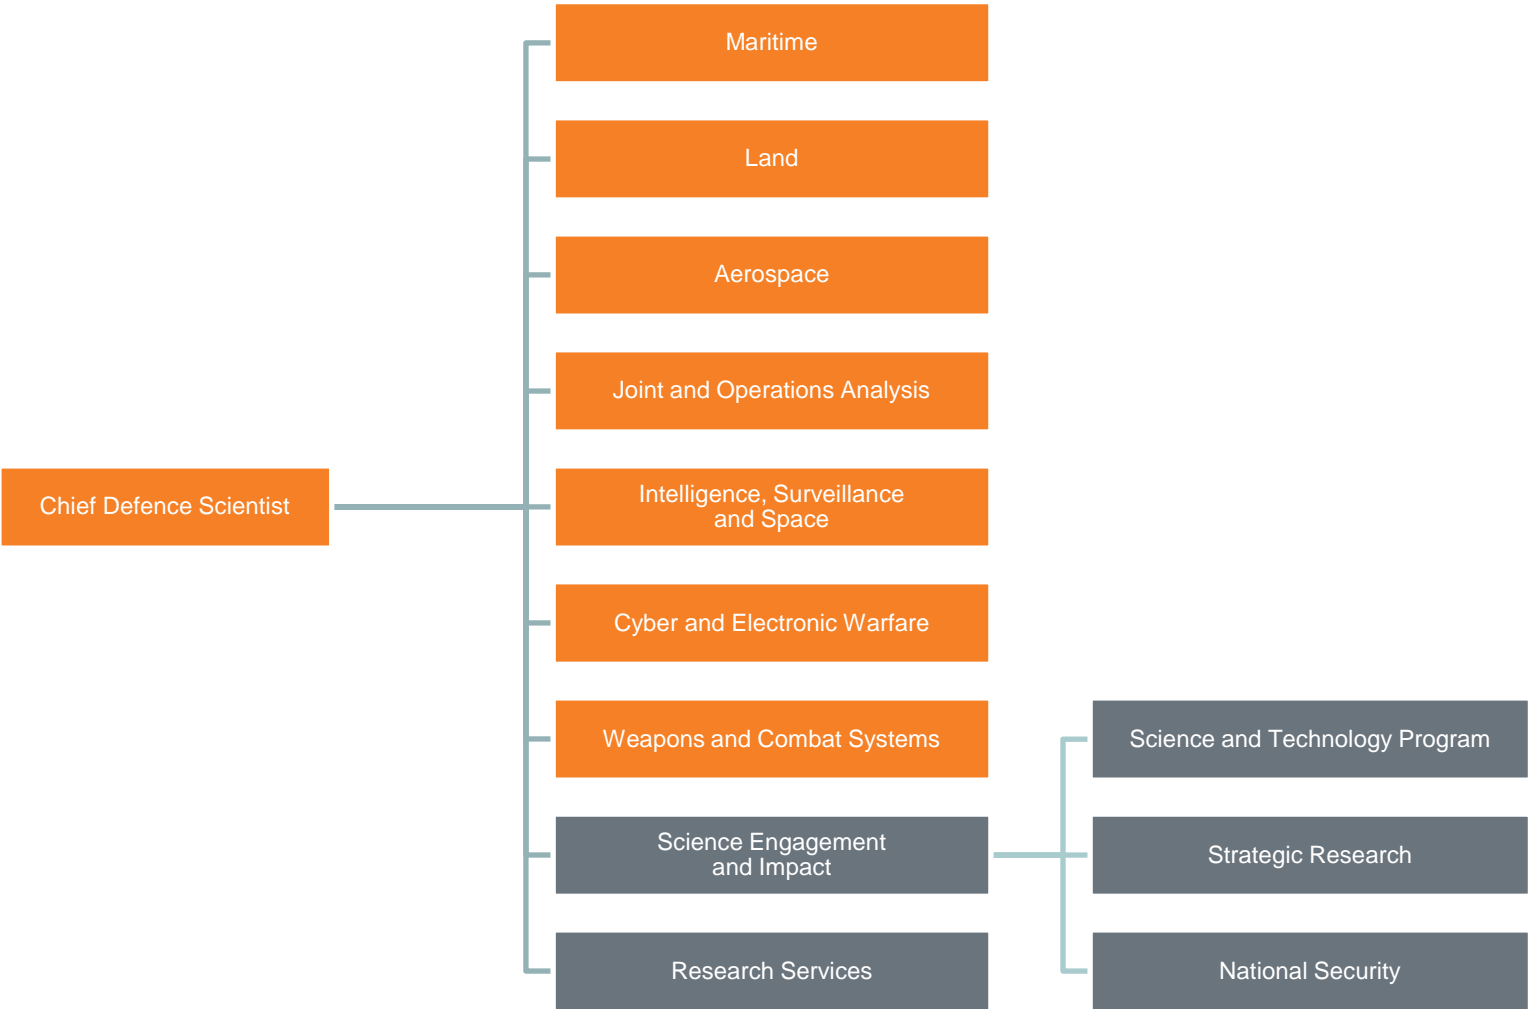 Maritime
Land
Aerospace
Joint and Operations Analysis
Chief Defence Scientist
Intelligence, Surveillance
and Space
Cyber and Electronic Warfare
Weapons and Combat Systems
Science and Technology Program
Science Engagement
and Impact
Strategic Research
Research Services
National Security